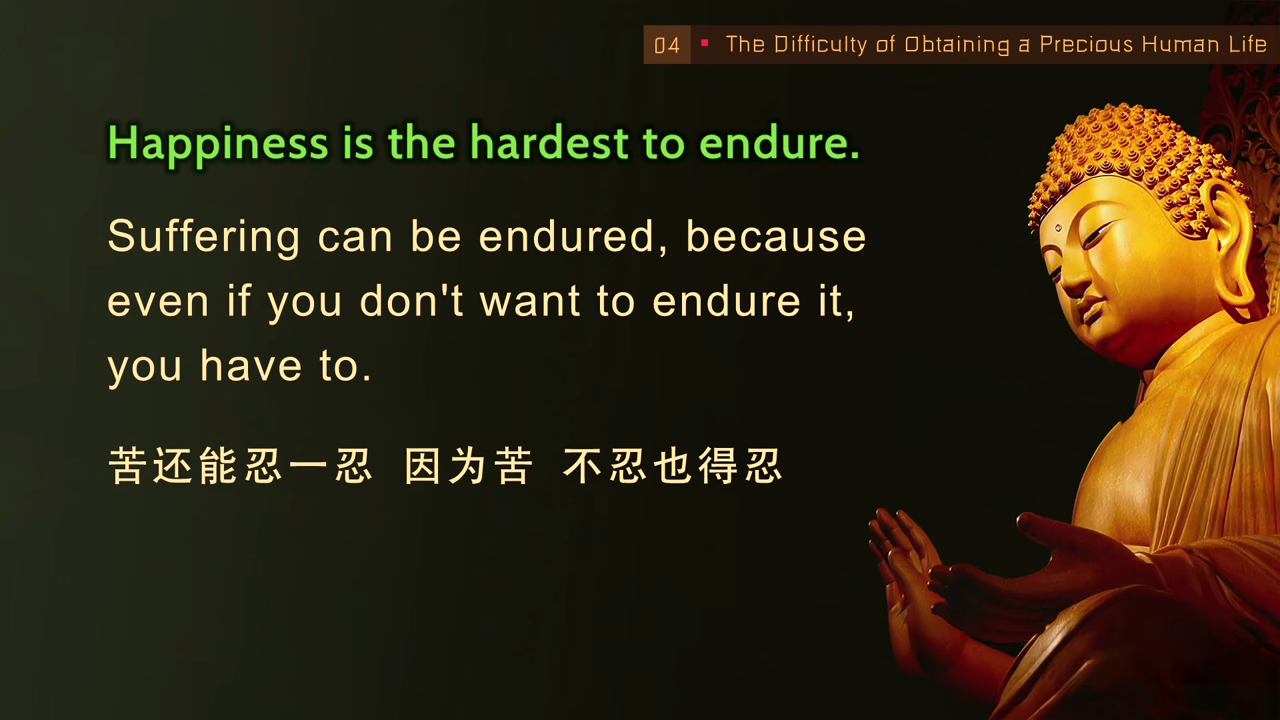 04 ▪ The Difficulty of Obtaining a Precious Human Life
Happiness is the hardest to endure.
Suffering can be endured, because
even if you don't want to endure it,
you have to.
苦还能忍一忍 因为苦 不忍也得忍